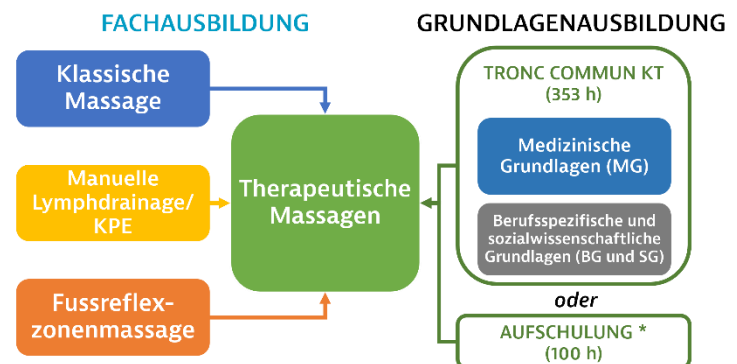 FACHAUSBILDUNG
GRUNDLAGENAUSBILDUNG
Klassische
Massage
Manuelle
Lymphdrainage/
KPE
Fussreflex-
zonenmassage
Therapeutische
Massagen
TRONC COMMUN KT
(353 h)
Medizinische
Grundlagen (MG)
Berufsspezifische und
sozialwissenschaftliche
Grundlagen (BG und SG)
oder
AUFSCHULUNG *
(100 h)